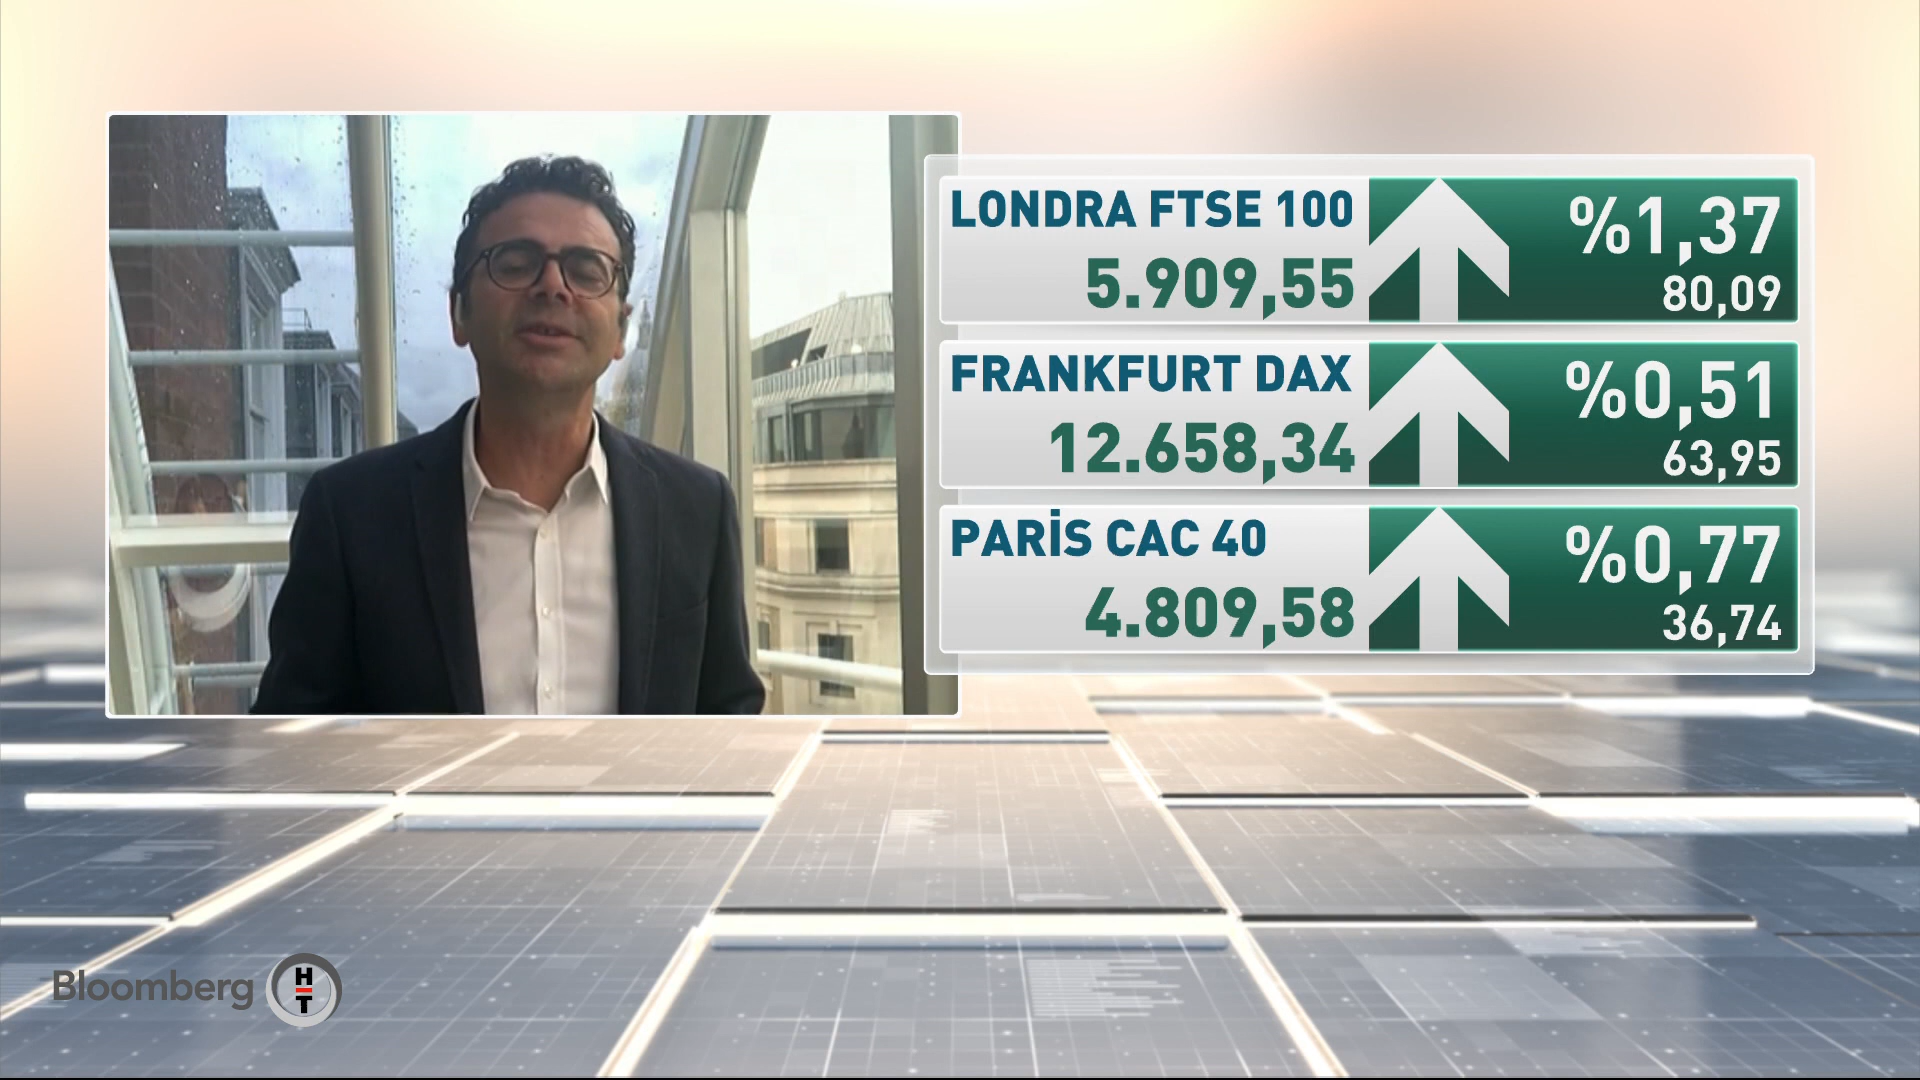 LONDRA FTSE 100
5.909,55
%1,37
80,09
FRANKFURT DAX
12.658,34
%0,51
63,95
PARİS CAC 40
4.809,58
%0,77
36,74
Bloomberg HT